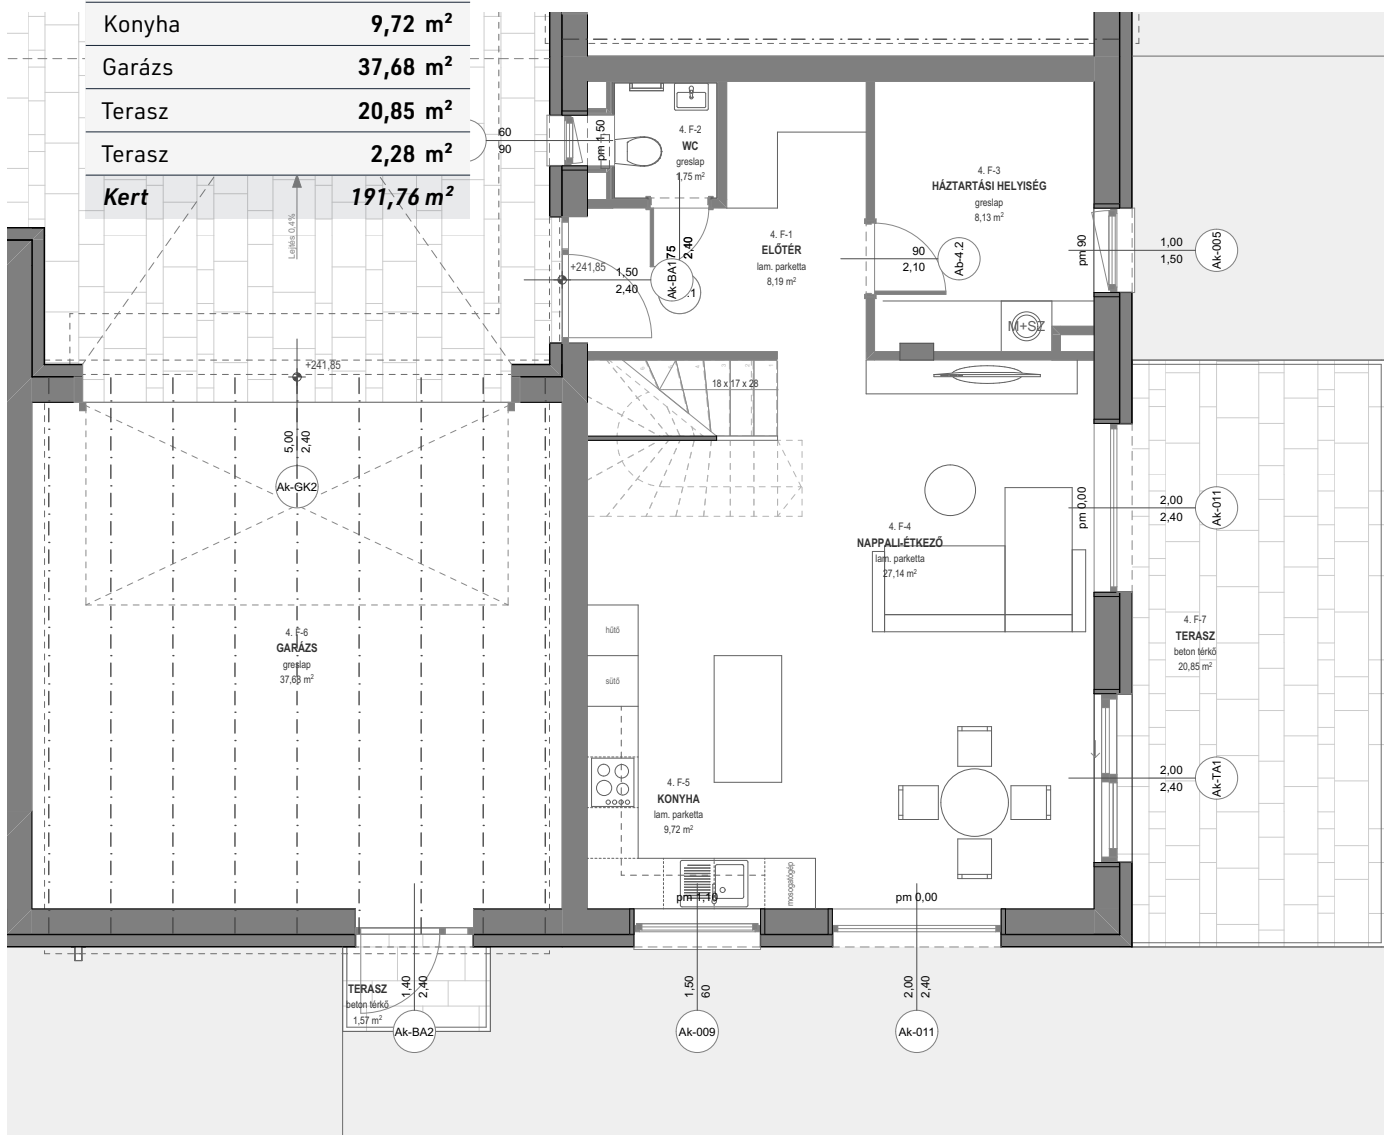 Konyha 9,72 m²
Garázs 37,68 m²
Terasz 20,85 m²
Terasz 2,28 m²
Kert 191,76 m²
60
90
pm 1,50
4. F-2
WC
greslap
1,75 m²
4. F-3
HÁZTARTÁSI HELYISÉG
greslap
8,13 m²
4. F-1
ELŐTÉR
lam. parketta
8,19 m²
Lejtés 0,4%
+241,85
1,50
2,40
Ak-BA1
75
2,40
90
2,10
Ab-4.2
pm 90
1,00
1,50
Ak-005
M+SZ
+241,85
18 x 17 x 28
5,00
2,40
Ak-GK2
pm 0,00
2,00
2,40
Ak-011
4. F-4
NAPPALI-ÉTKEZŐ
lam. parketta
27,14 m²
hűtő
sütő
4. F-6
GARÁZS
greslap
37,68 m²
4. F-7
TERASZ
beton térkő
20,85 m²
2,00
2,40
Ak-TA1
4. F-5
KONYHA
lam. parketta
9,72 m²
mosogatógép
pm 1,10
pm 0,00
TERASZ
beton térkő
1,57 m²
1,40
2,40
Ak-BA2
1,50
60
Ak-009
2,00
2,40
Ak-011